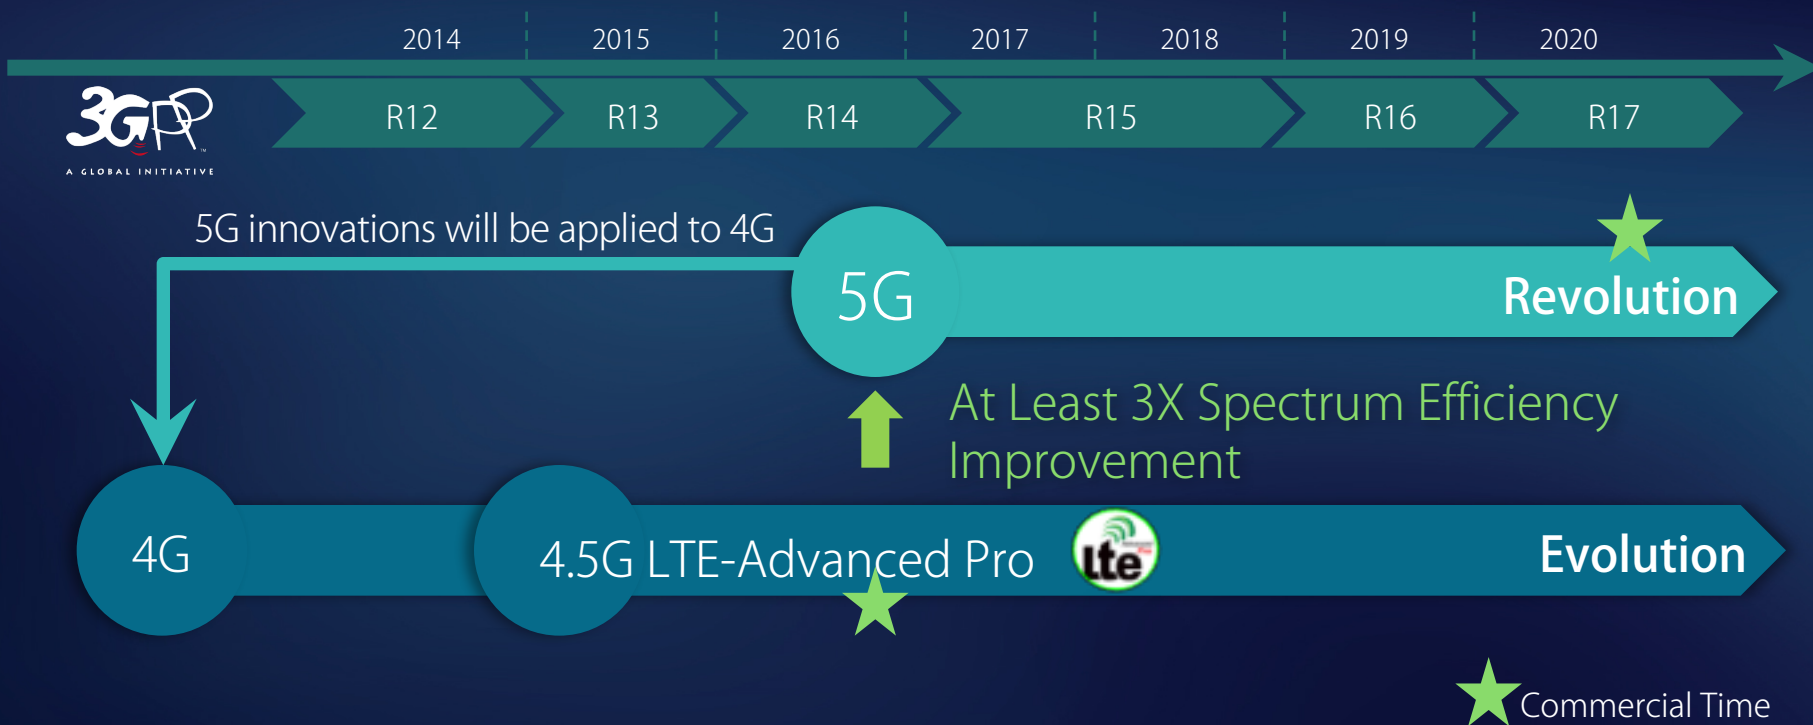 2014 2015 2016 2017 2018 2019 2020
3GPP
TM
A GLOBAL INITIATIVE
R12 R13 R14 R15 R16 R17
5G innovations will be applied to 4G
5G
Revolution
At Least 3X Spectrum Efficiency
Improvement
4G
4.5G LTE-Advanced Pro
lte
Evolution
Commercial Time